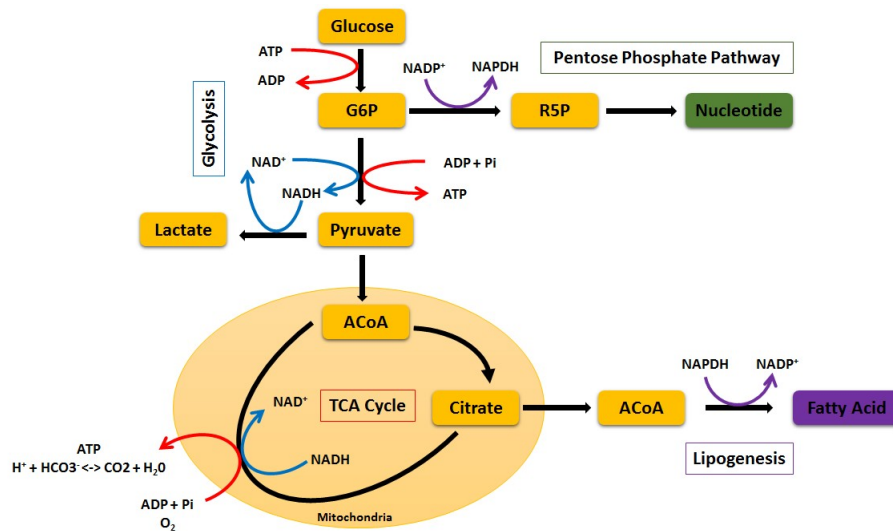 Glucose
ATP
ADP
NADP⁺
NAPDH
Pentose Phosphate Pathway
G6P
R5P
Nucleotide
Glycolysis
NAD⁺
NADH
ADP + Pi
ATP
Lactate
Pyruvate
ACoA
NAD⁺
TCA Cycle
Citrate
ACoA
NAPDH
NADP⁺
Fatty Acid
ATP
H⁺ + HCO3⁻ <-> CO2 + H₂0
NADH
Lipogenesis
ADP + Pi
O₂
Mitochondria